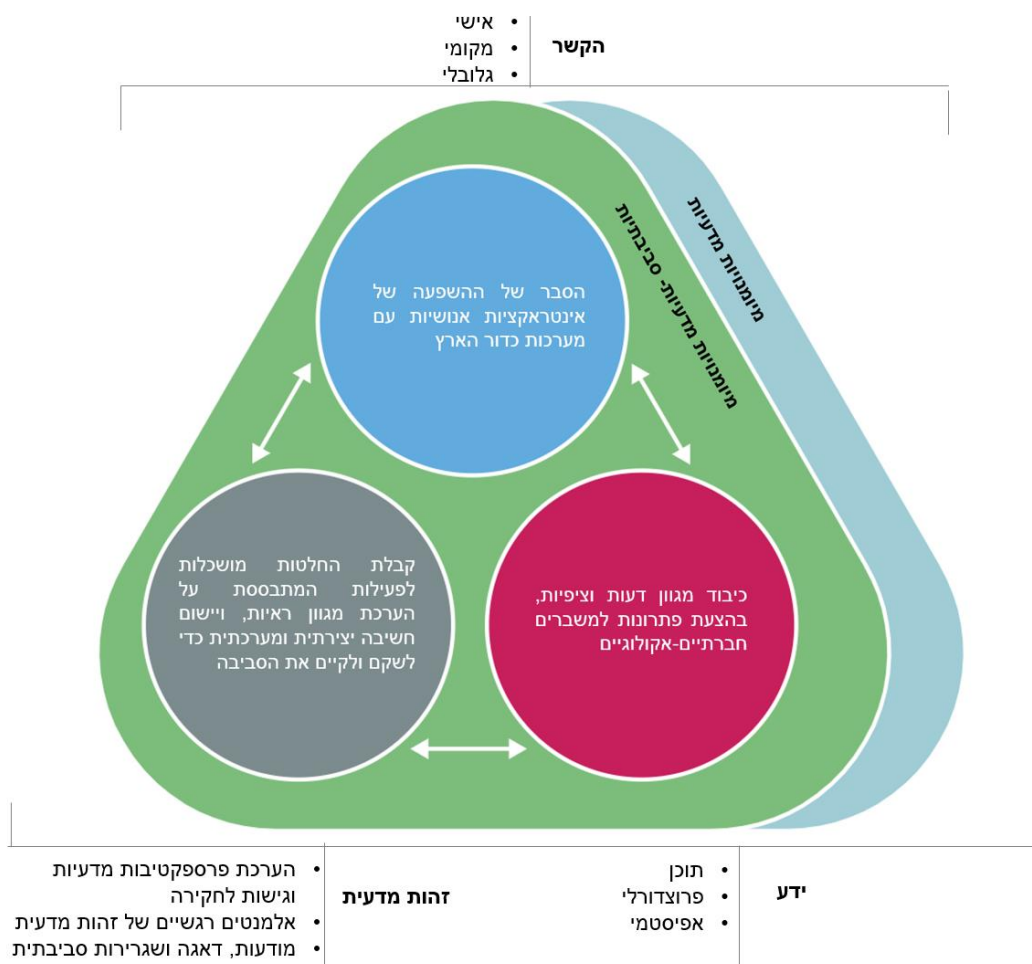 הקשר
• אישי
• מקומי
• גלובלי
מיומנויות מדעיות
מיומנויות מדעיות- סביבתיות
הסבר של ההשפעה של
אינטראקציות אנושיות עם
מערכות כדור הארץ
כיבוד מגוון דעות וציפיות,
בהצעת פתרונות למשברים
חברתיים-אקולוגיים
קבלת החלטות מושכלות
לפעילות המתבססת על
הערכת מגוון ראיות, ויישום
חשיבה יצירתית ומערכתית כדי
לשקם ולקיים את הסביבה
ידע
• תוכן
• פרוצדורלי
• אפיסטמי
זהות מדעית
• הערכת פרספקטיבות מדעיות
וגישות לחקירה
• אלמנטים רגשיים של זהות מדעית
• מודעות, דאגה ושגרירות סביבתית